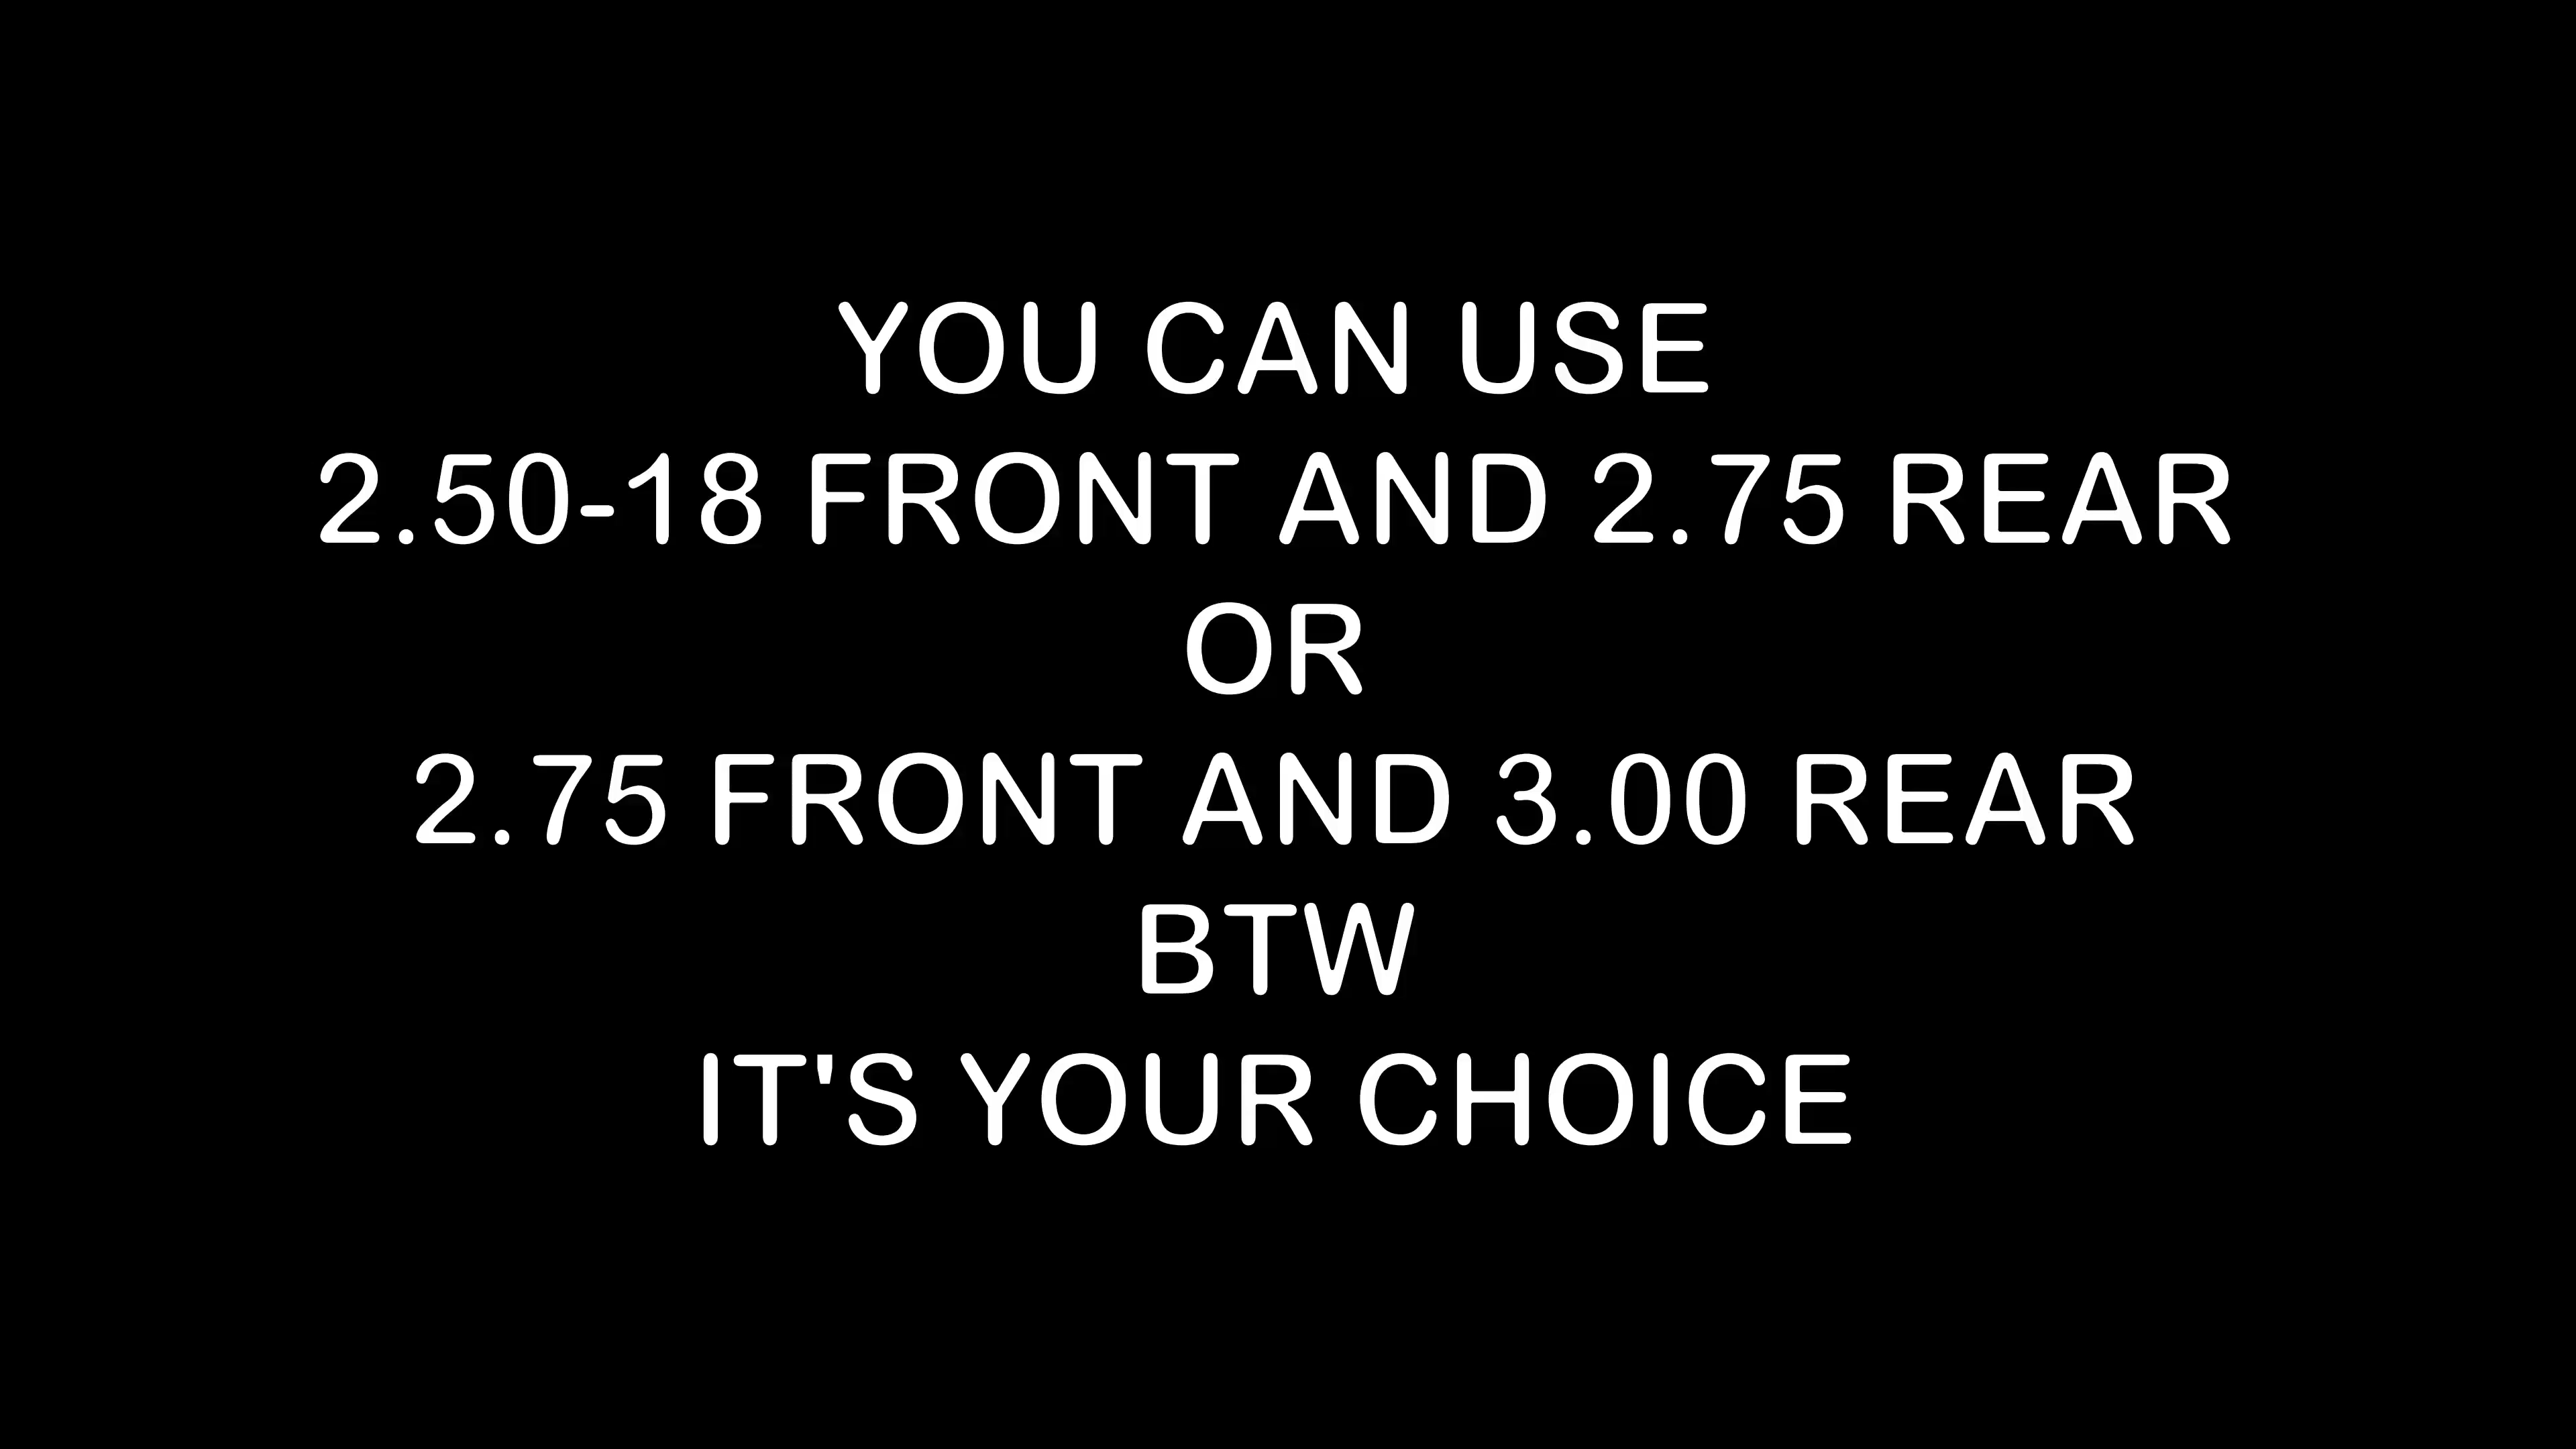 YOU CAN USE
2.50-18 FRONT AND 2.75 REAR
OR
2.75 FRONT AND 3.00 REAR
BTW
IT'S YOUR CHOICE